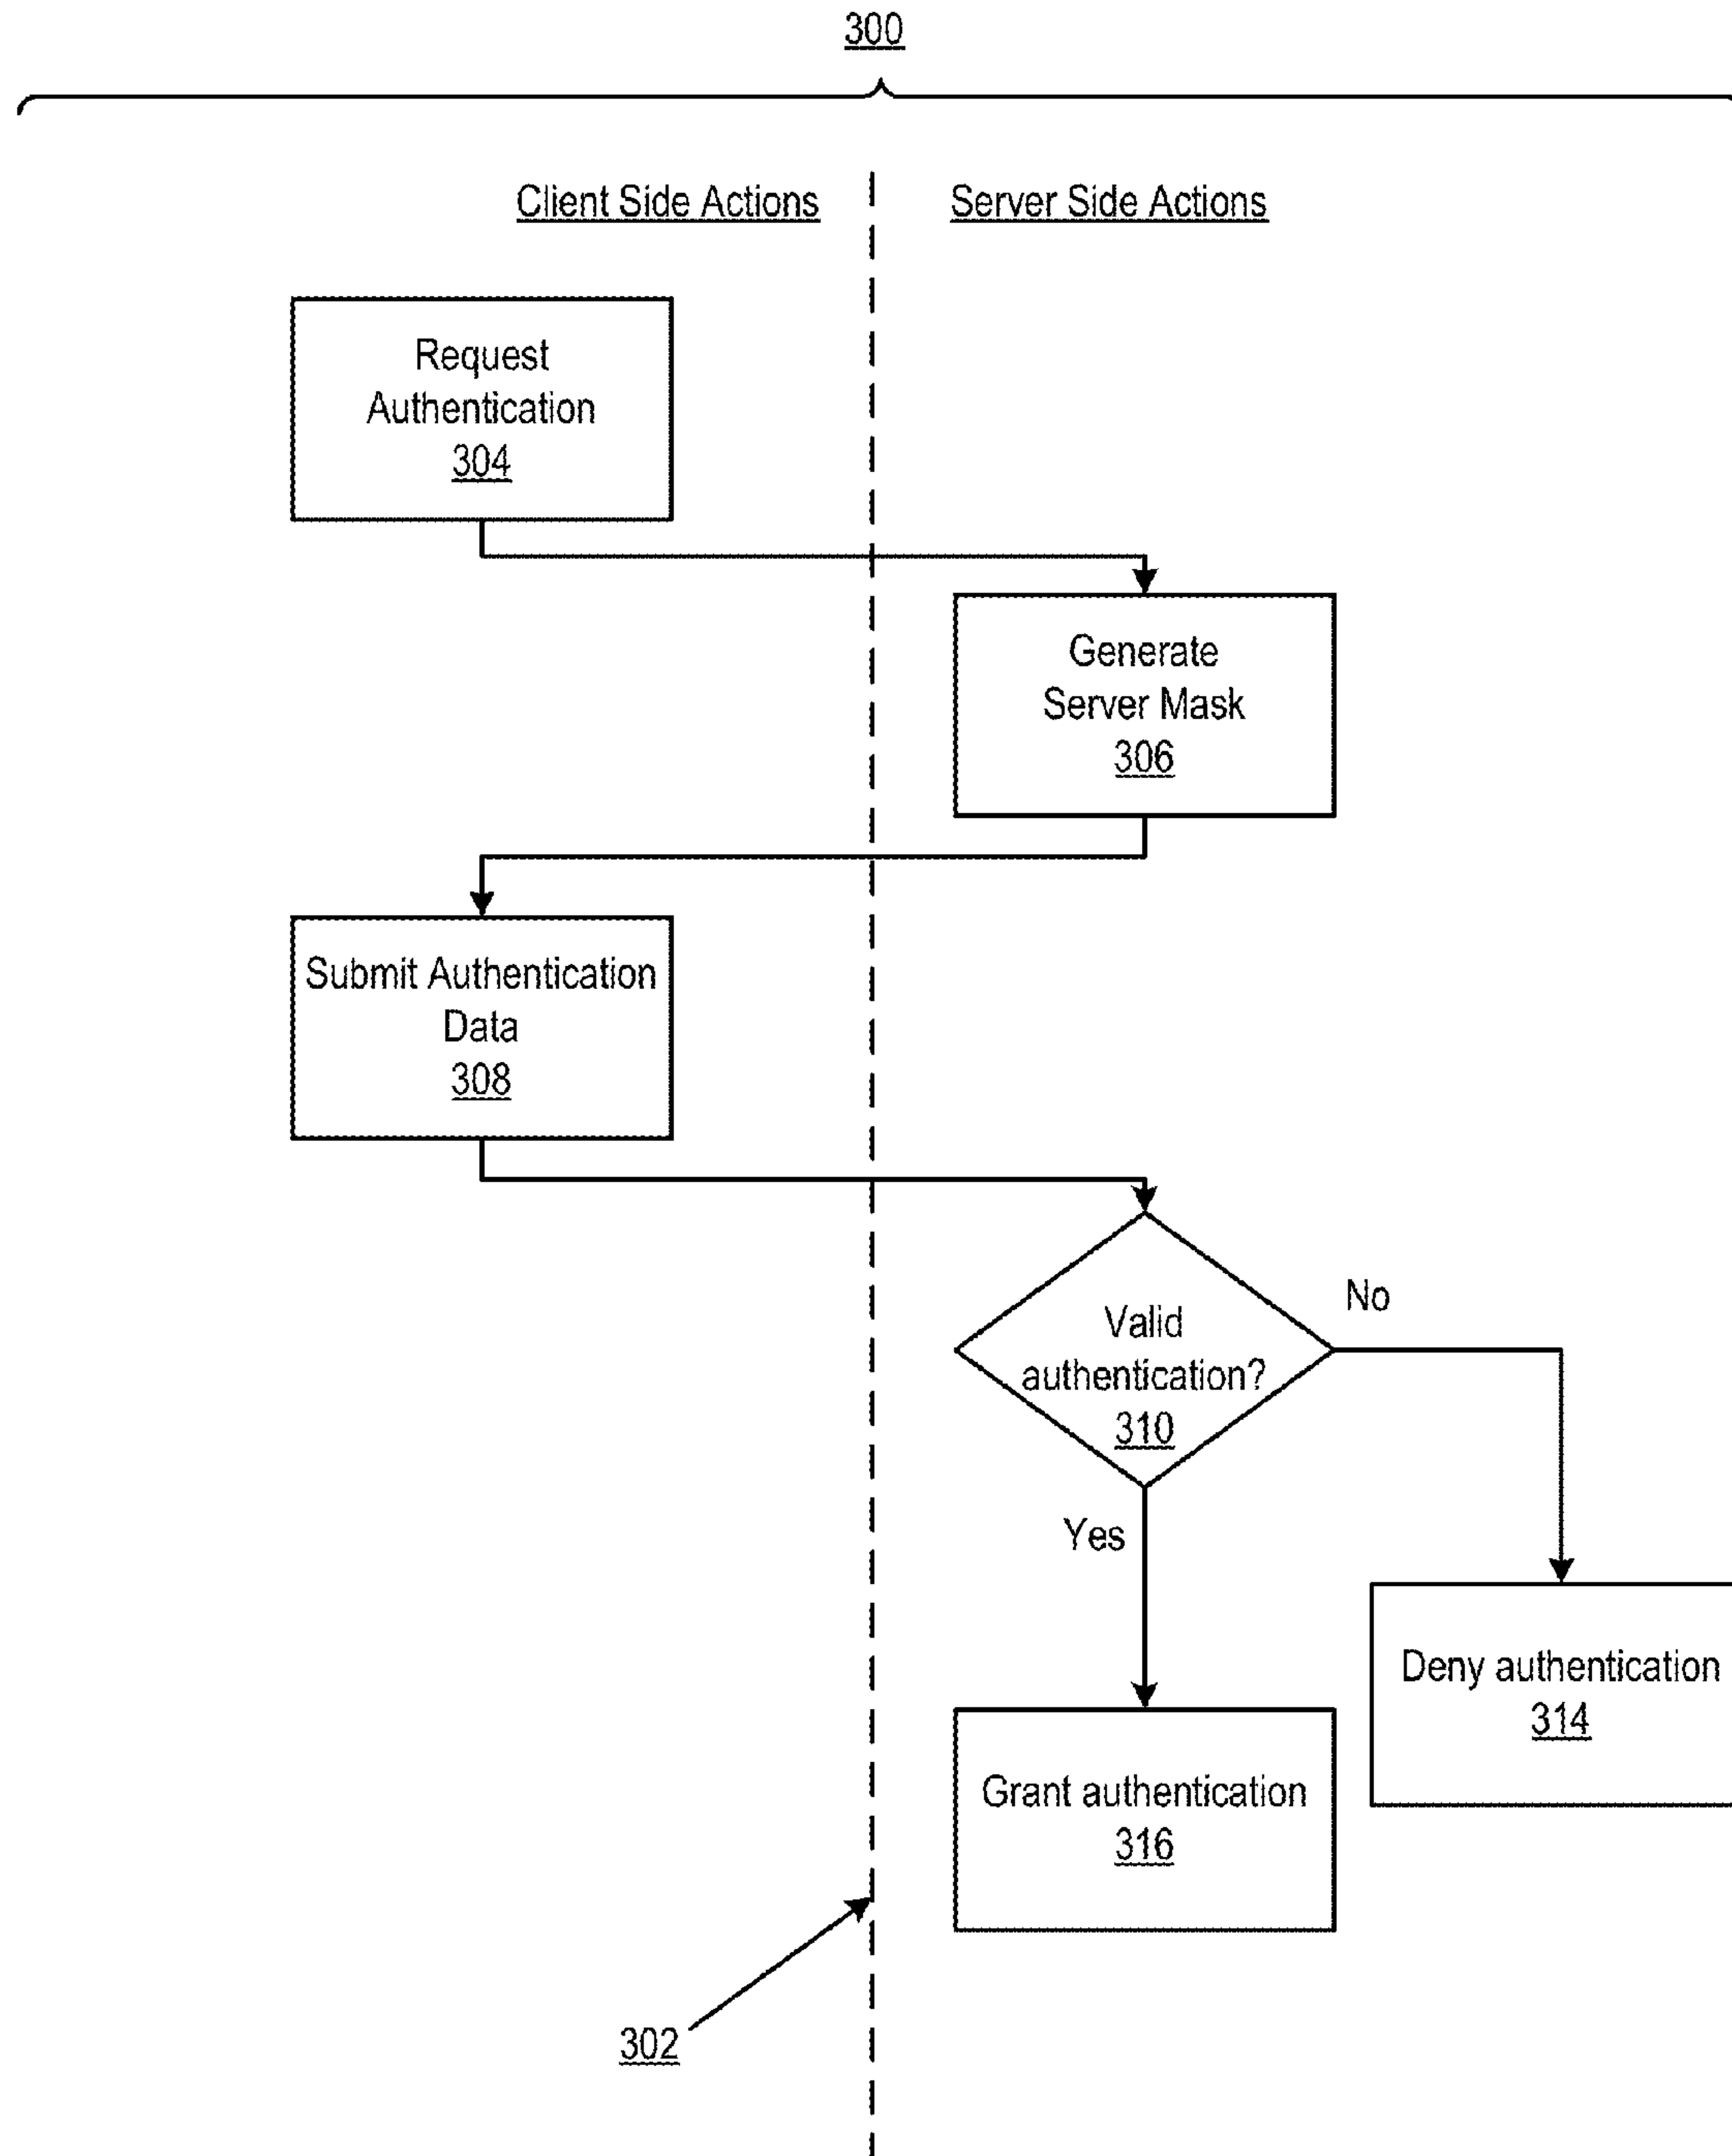 300
Client Side Actions
Server Side Actions
Request
Authentication
304
Generate
Server Mask
306
Submit Authentication
Data
308
Valid
authentication?
310
No
Yes
Deny authentication
314
Grant authentication
316
302